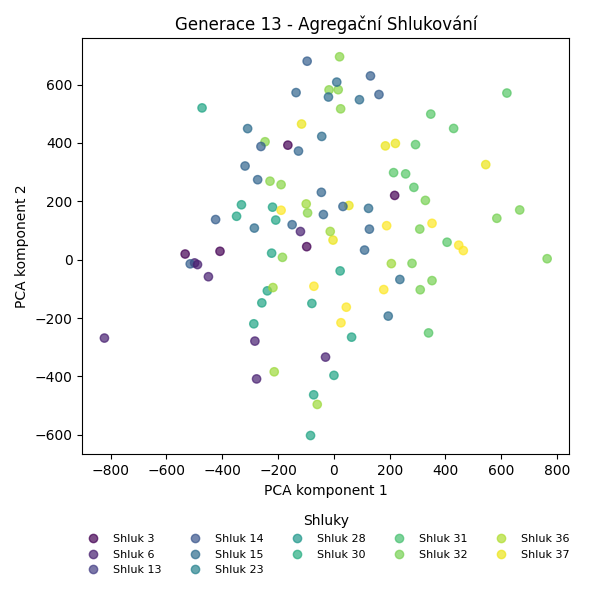 Generace 13 - Agregační Shlukování
PCA komponent 2
600
400
200
0
−200
−400
−600
−800 −600 −400 −200 0 200 400 600 800
PCA komponent 1
Shluky
Shluk 3 Shluk 14 Shluk 28 Shluk 31 Shluk 36
Shluk 6 Shluk 15 Shluk 30 Shluk 32 Shluk 37
Shluk 13 Shluk 23